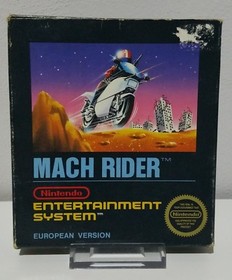 MACH RIDER™
Nintendo
ENTERTAINMENT
SYSTEM™
EUROPEAN VERSION